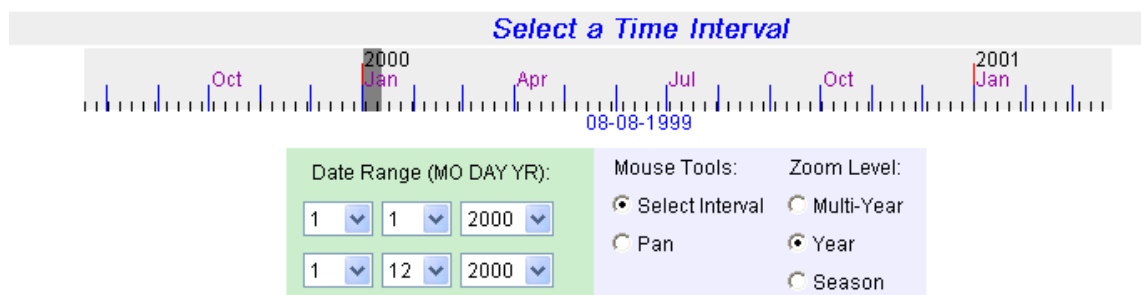 Select a Time Interval
2000 2001
Oct Jan Apr Jul Oct Jan
08-08-1999
Date Range (MO DAY YR):
1 1 2000
1 12 2000
Mouse Tools:
Select Interval
Pan
Zoom Level:
Multi-Year
Year
Season